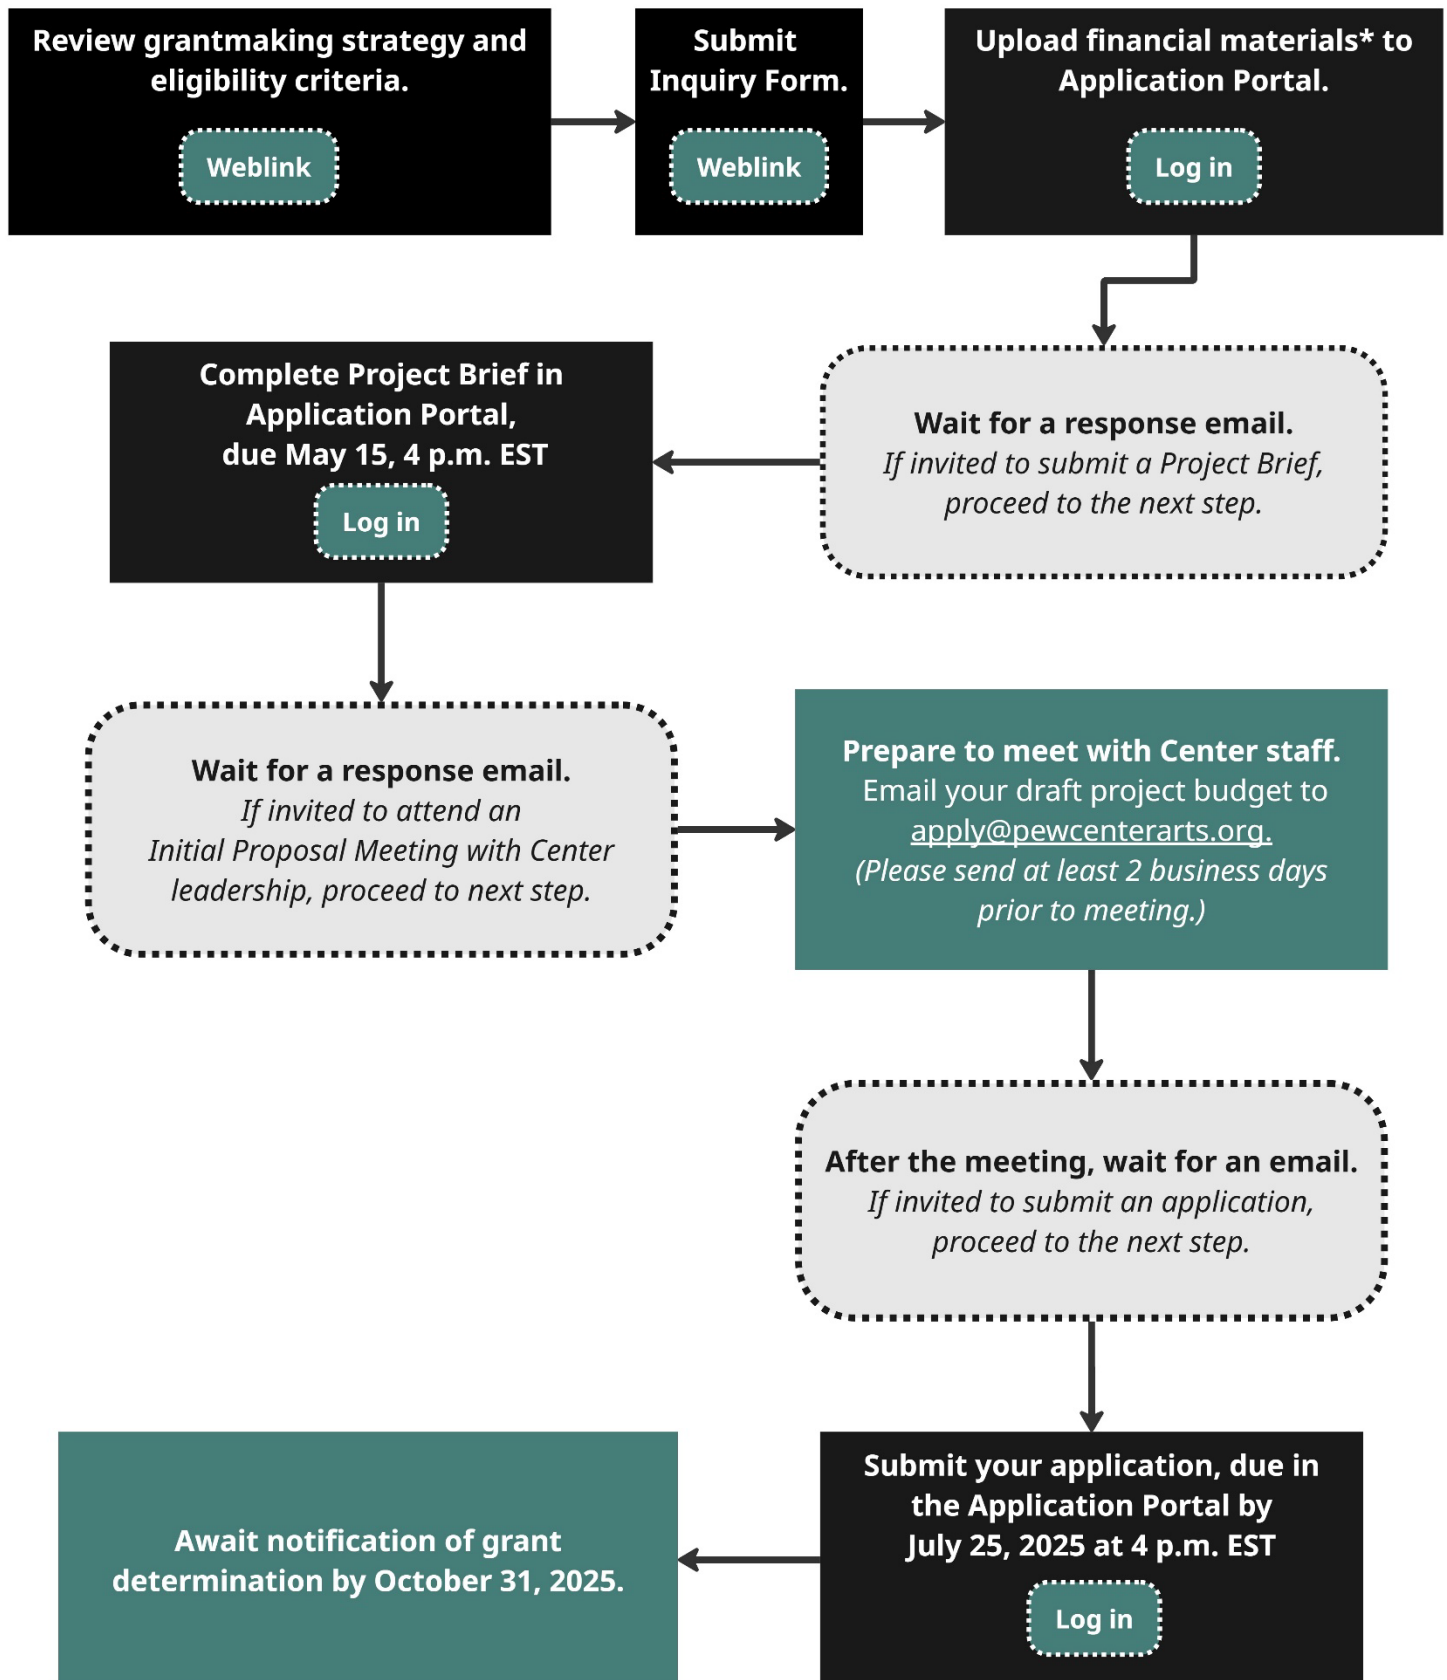 Review grantmaking strategy and
eligibility criteria.
Weblink
Submit
Inquiry Form.
Weblink
Upload financial materials* to
Application Portal.
Log in
Wait for a response email.
If invited to submit a Project Brief,
proceed to the next step.
Complete Project Brief in
Application Portal,
due May 15, 4 p.m. EST
Log in
Wait for a response email.
If invited to attend an
Initial Proposal Meeting with Center
leadership, proceed to next step.
Prepare to meet with Center staff.
Email your draft project budget to
apply@pewcenterarts.org.
(Please send at least 2 business days
prior to meeting.)
After the meeting, wait for an email.
If invited to submit an application,
proceed to the next step.
Submit your application, due in
the Application Portal by
July 25, 2025 at 4 p.m. EST
Log in
Await notification of grant
determination by October 31, 2025.